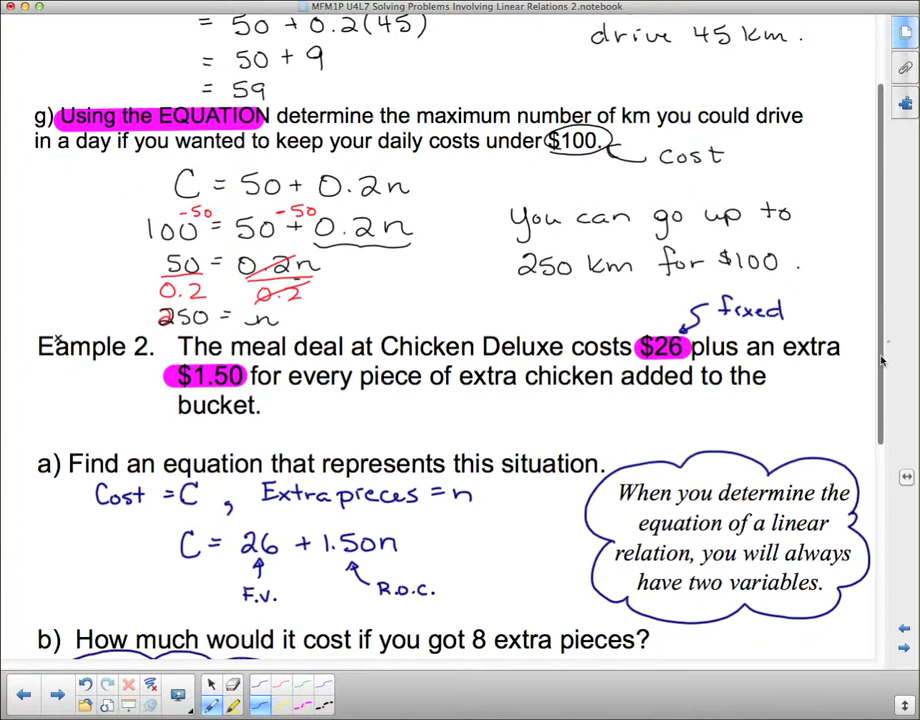 MFM1P U4L7 Solving Problems Involving Linear Relations 2.notebook
= 50 + 0.2(45)
drive 45 km.
= 50 + 9
= 59
g) Using the EQUATION determine the maximum number of km you could drive
in a day if you wanted to keep your daily costs under $100.
cost
C = 50 + 0.2n
-50 -50
100 = 50 + 0.2n
You can go up to
250 km for $100.
50 = 0.2n
0.2 0.2
250 = n
fixed
Example 2. The meal deal at Chicken Deluxe costs $26 plus an extra
$1.50 for every piece of extra chicken added to the
bucket.
a) Find an equation that represents this situation.
Cost = C, Extra pieces = n
C = 26 + 1.50n
F.V. R.O.C.
When you determine the
equation of a linear
relation, you will always
have two variables.
b) How much would it cost if you got 8 extra pieces?